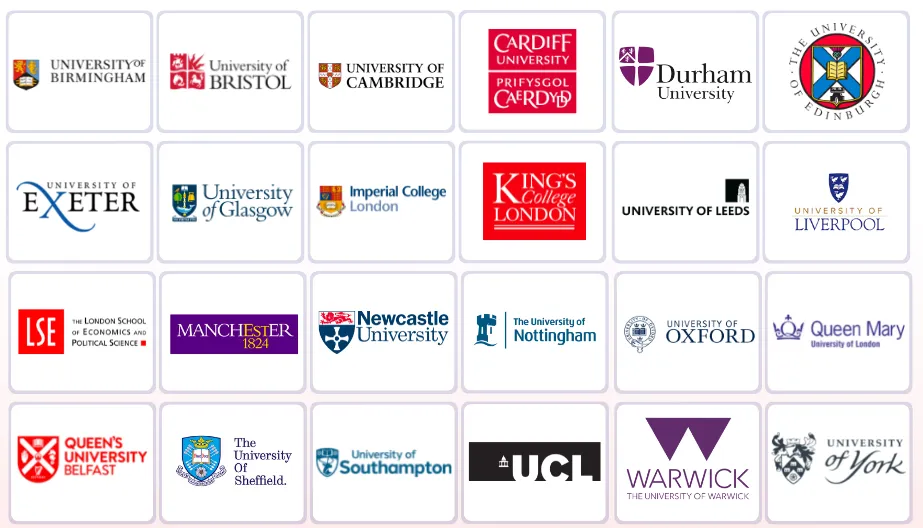 UNIVERSITY OF
BIRMINGHAM
University of
BRISTOL
UNIVERSITY OF
CAMBRIDGE
CARDIFF
UNIVERSITY
PRIFYSGOL
CAERDYDD
Durham
University
THE UNIVERSITY
OF EDINBURGH
UNIVERSITY OF
EXETER
University
of Glasgow
Imperial College
London
KING'S
College
LONDON
UNIVERSITY OF LEEDS
UNIVERSITY OF
LIVERPOOL
LSE
THE LONDON SCHOOL
OF ECONOMICS AND
POLITICAL SCIENCE
MANCHESTER
1824
Newcastle
University
The University of
Nottingham
UNIVERSITY OF
OXFORD
Queen Mary
University of London
QUEEN'S
UNIVERSITY
BELFAST
The
University
Of
Sheffield.
University of
Southampton
UCL
WARWICK
THE UNIVERSITY OF WARWICK
UNIVERSITY
of York